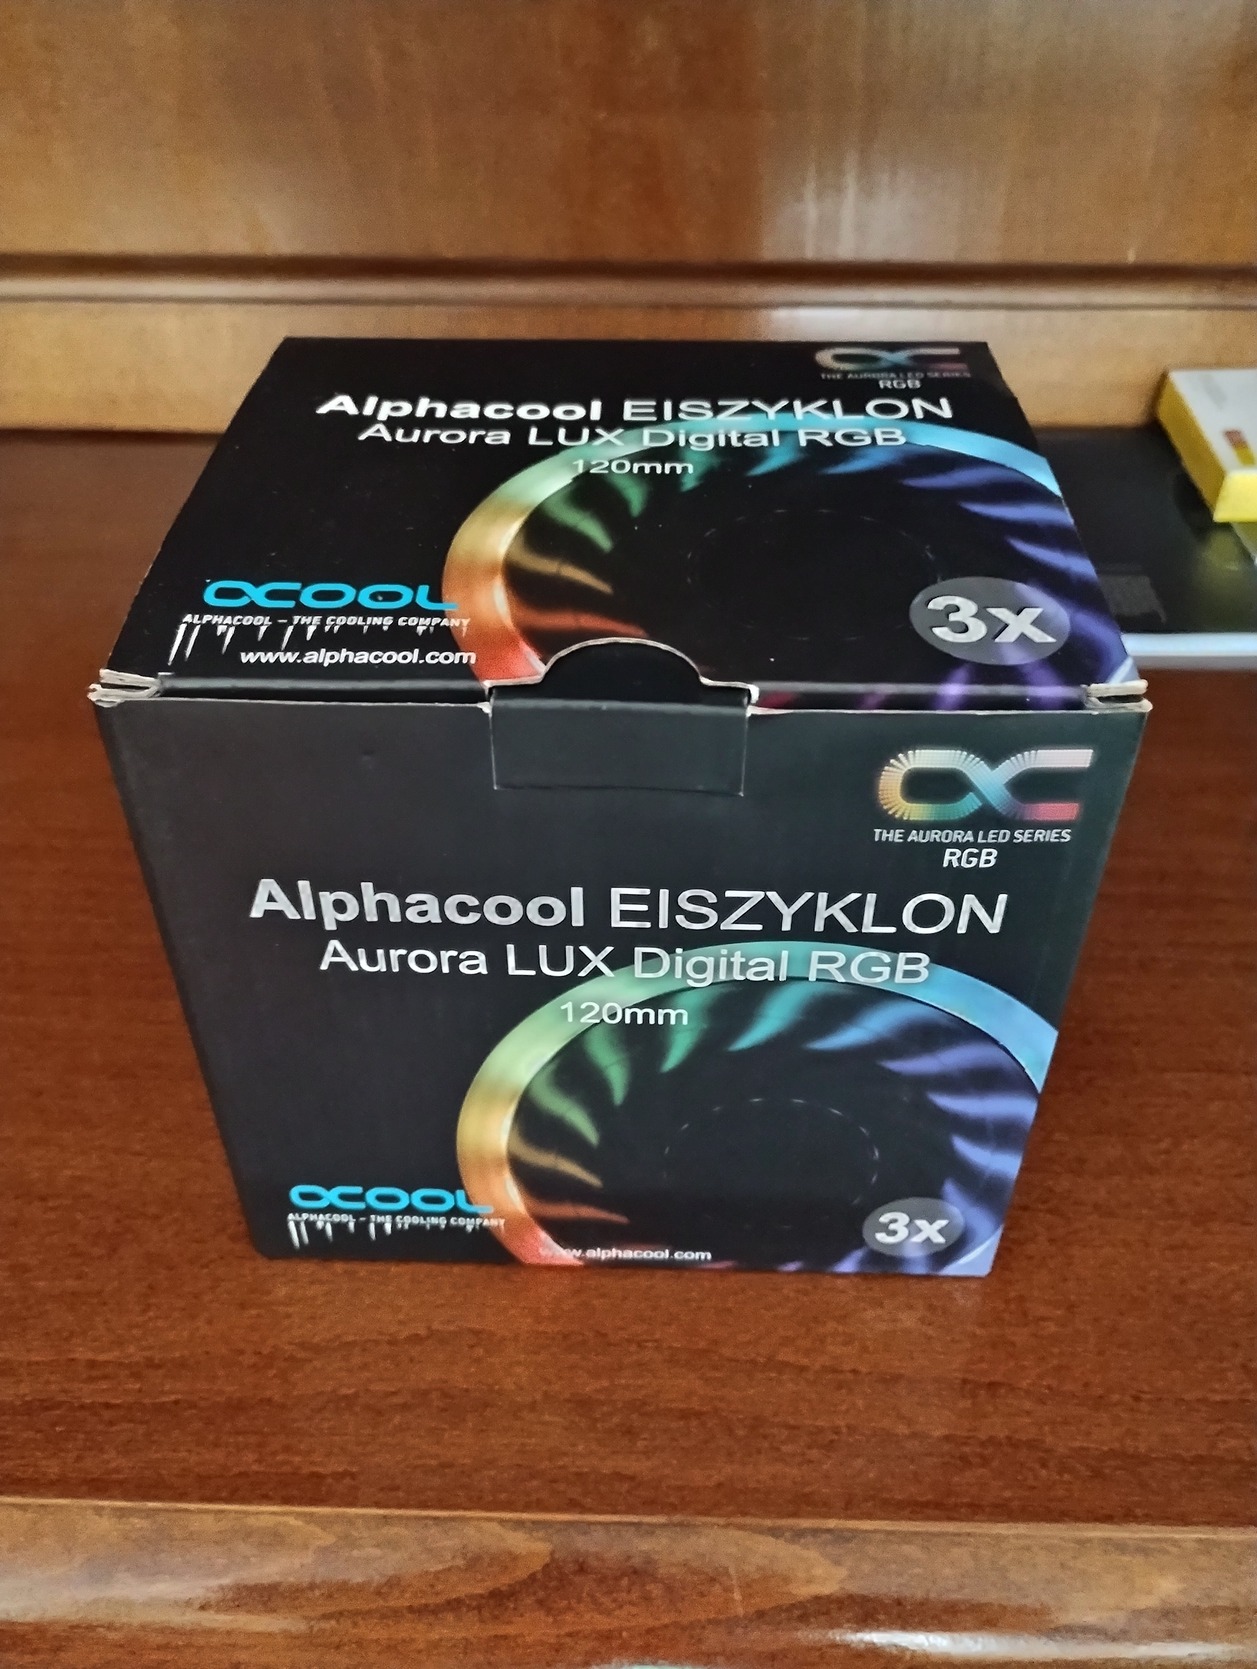 THE AURORA LED SERIES
RGB
Alphacool EISZYKLON
Aurora LUX Digital RGB
120mm
3x
αCOOL
ALPHACOOL – THE COOLING COMPANY
www.alphacool.com
THE AURORA LED SERIES
RGB
Alphacool EISZYKLON
Aurora LUX Digital RGB
120mm
αCOOL
ALPHACOOL – THE COOLING COMPANY
3x
www.alphacool.com